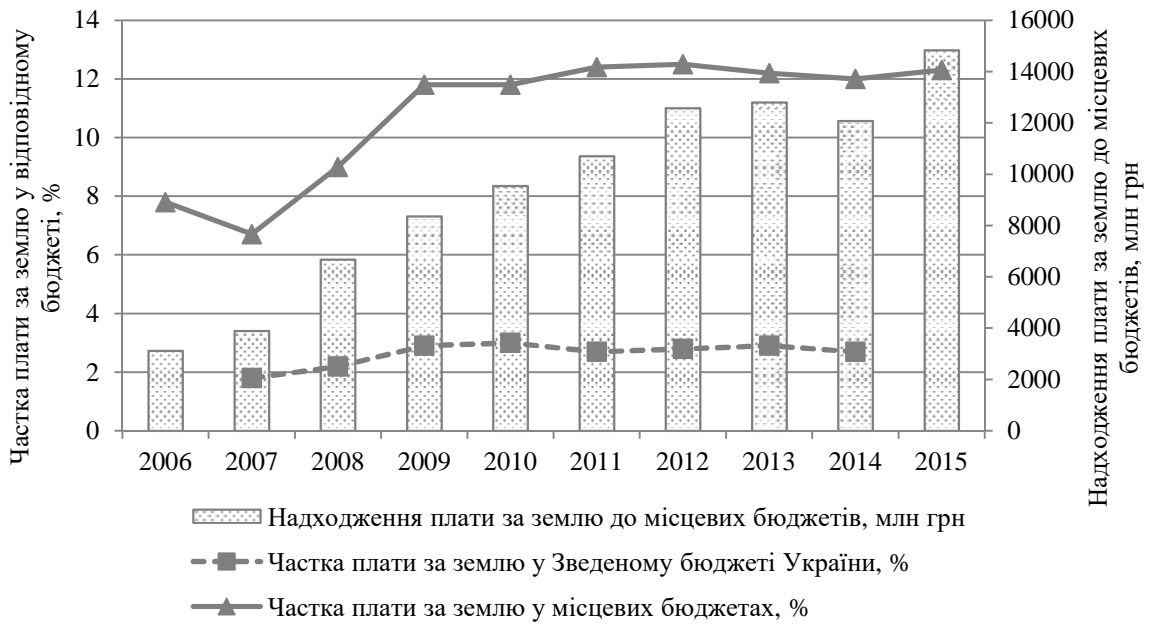 Частка плати за землю у відповідному
бюджеті, %
14
12
10
8
6
4
2
0
16000
14000
12000
10000
8000
6000
4000
2000
0
Надходження плати за землю до місцевих
бюджетів, млн грн
2006 2007 2008 2009 2010 2011 2012 2013 2014 2015
Надходження плати за землю до місцевих бюджетів, млн грн
Частка плати за землю у Зведеному бюджеті України, %
Частка плати за землю у місцевих бюджетах, %